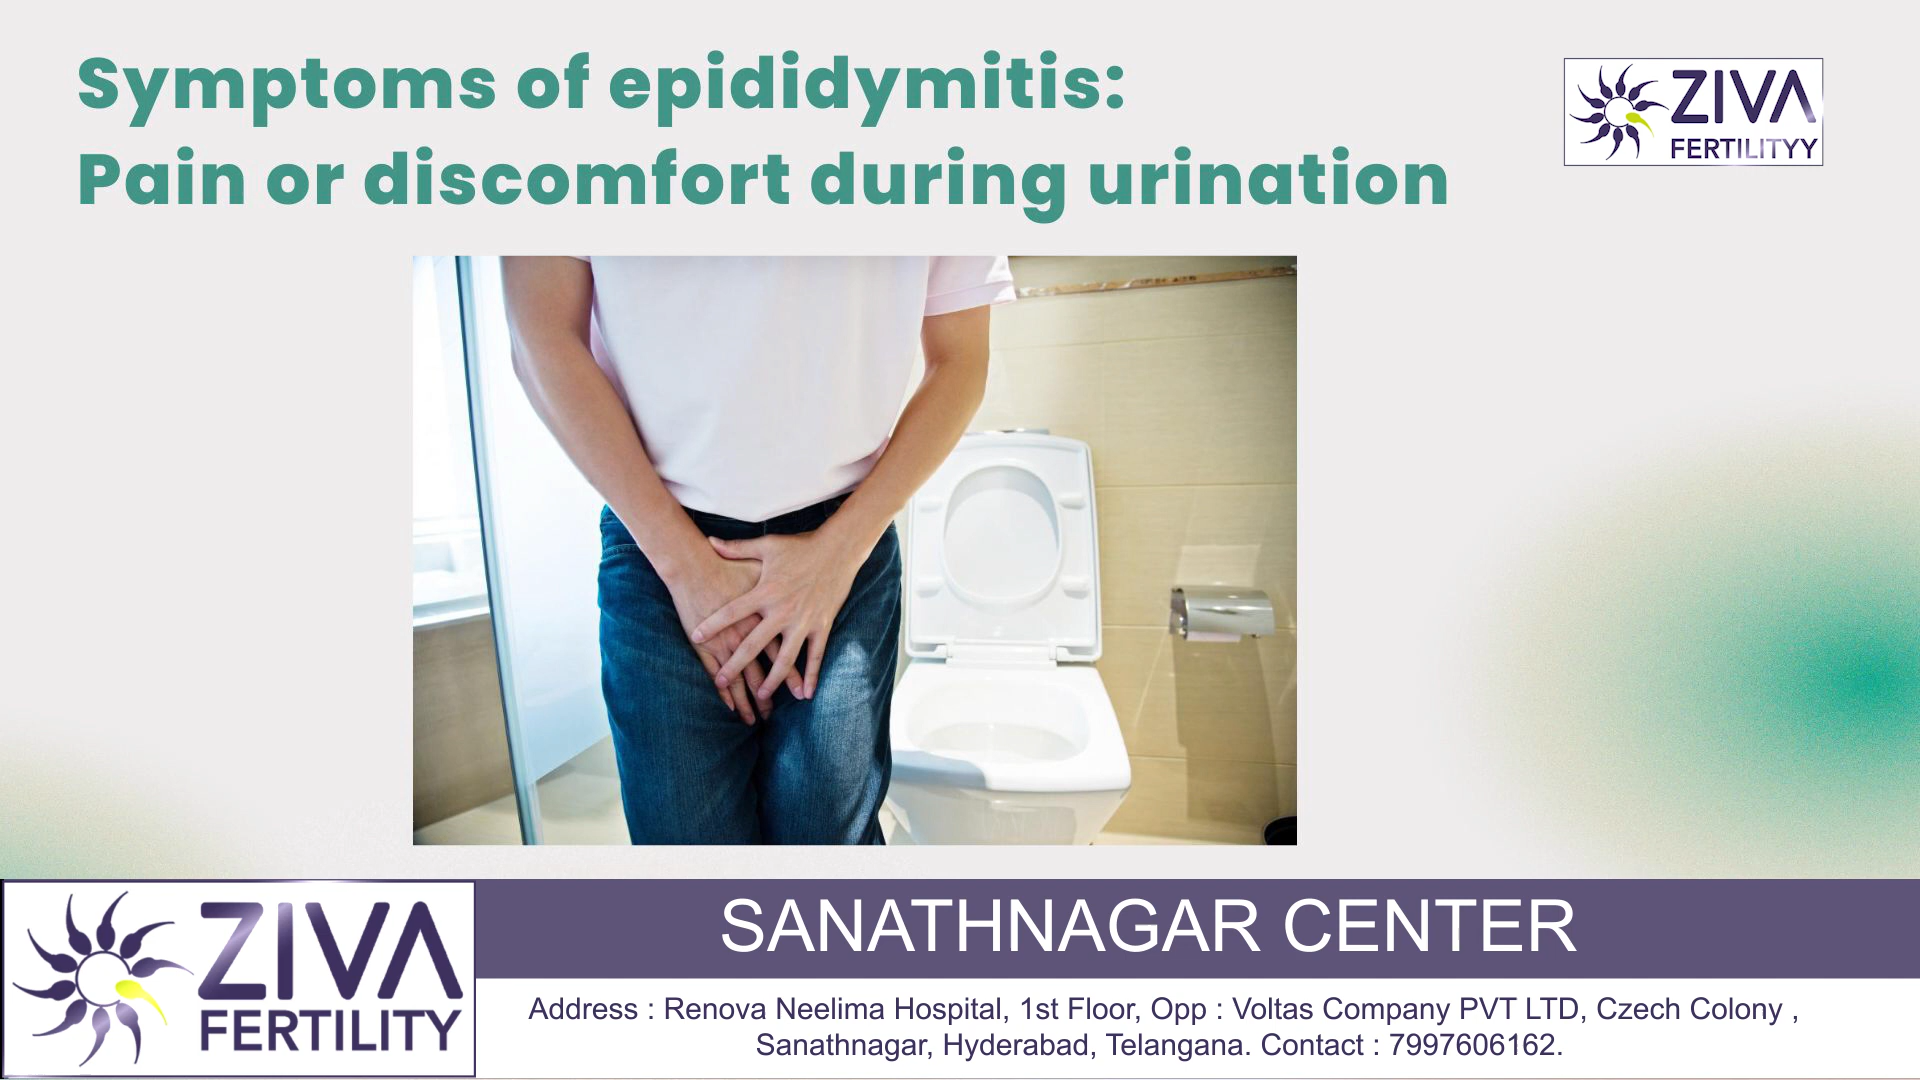 Symptoms of epididymitis:
Pain or discomfort during urination
ZIVA
FERTILITYY
ZIVA
FERTILITY
SANATHNAGAR CENTER
Address : Renova Neelima Hospital, 1st Floor, Opp : Voltas Company PVT LTD, Czech Colony ,
Sanathnagar, Hyderabad, Telangana. Contact : 7997606162.